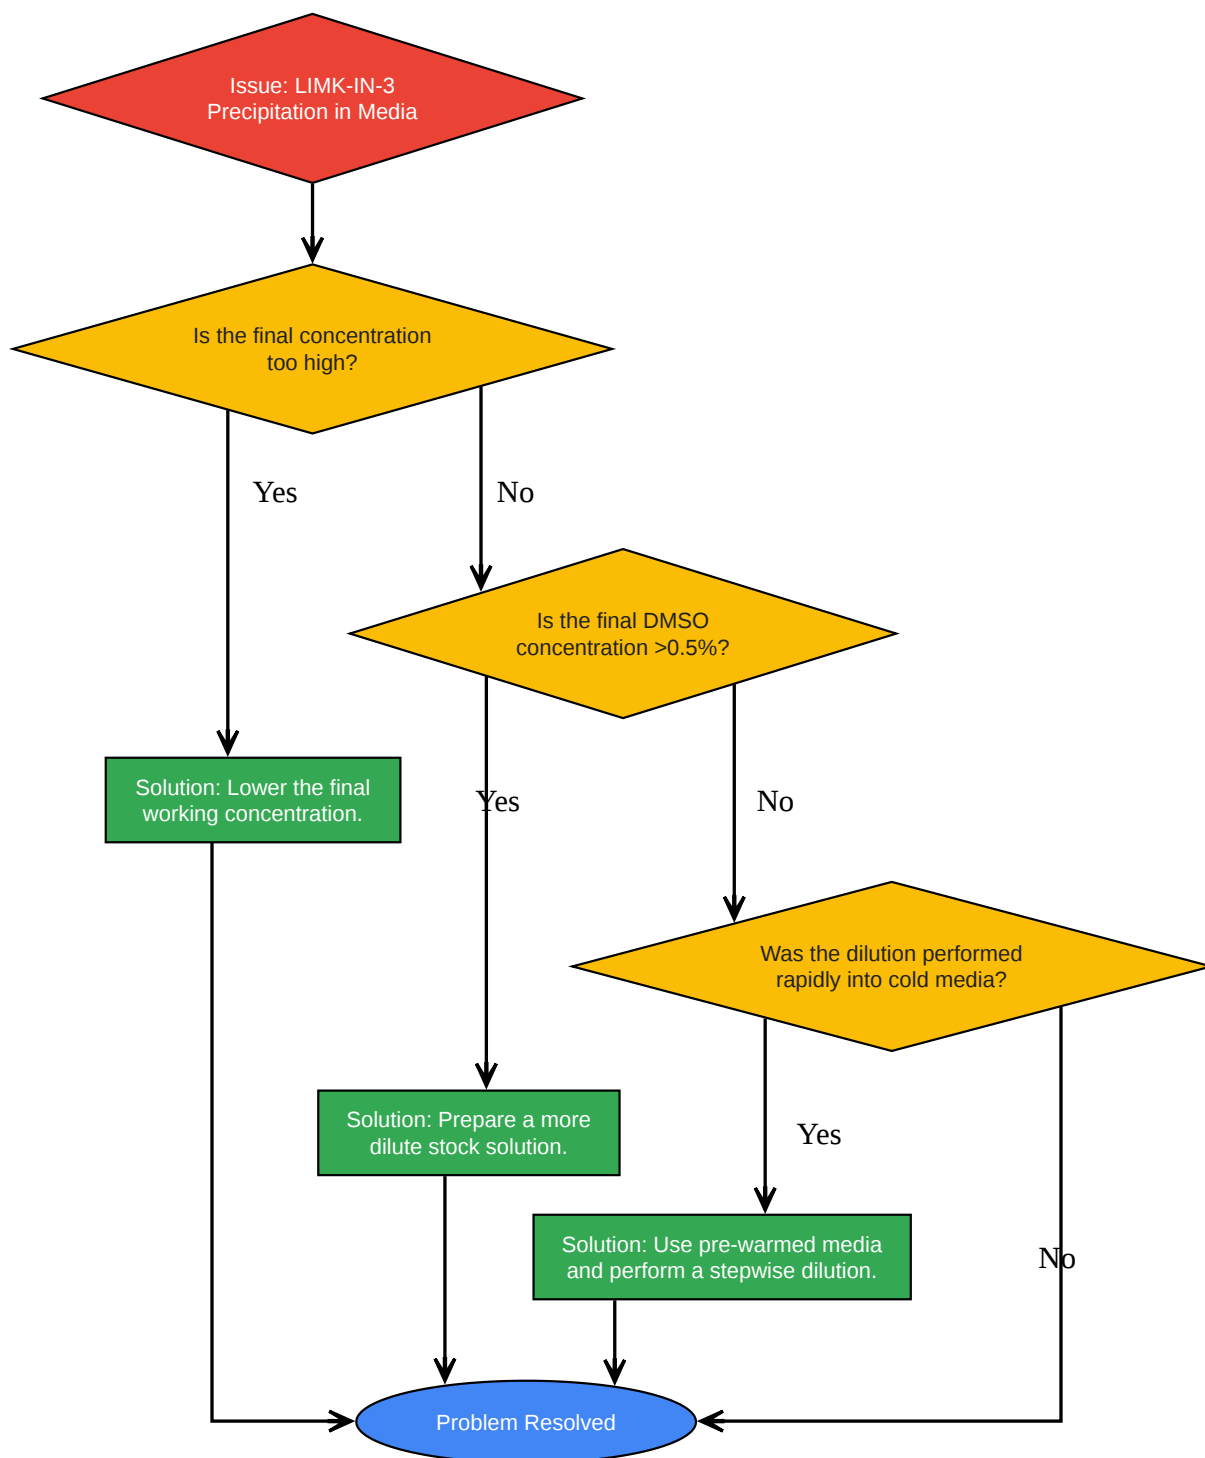 Issue: LIMK-IN-3
Precipitation in Media
Is the final concentration
too high?
Yes
No
Is the final DMSO
concentration >0.5%?
Solution: Lower the final
working concentration.
Yes
No
Was the dilution performed
rapidly into cold media?
Solution: Prepare a more
dilute stock solution.
Yes
Solution: Use pre-warmed media
and perform a stepwise dilution.
No
Problem Resolved